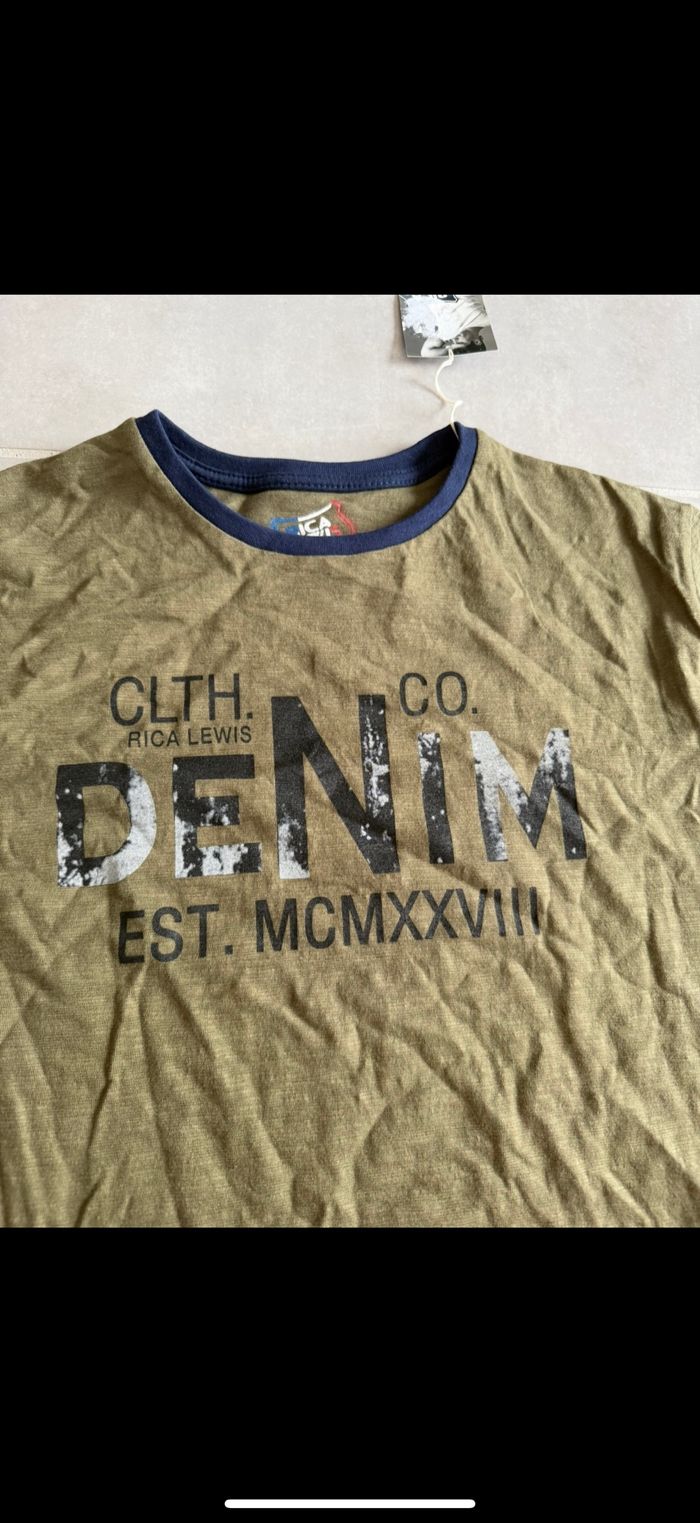 CLTH. CO.
RICA LEWIS
DENIM
EST. MCMXXVIII